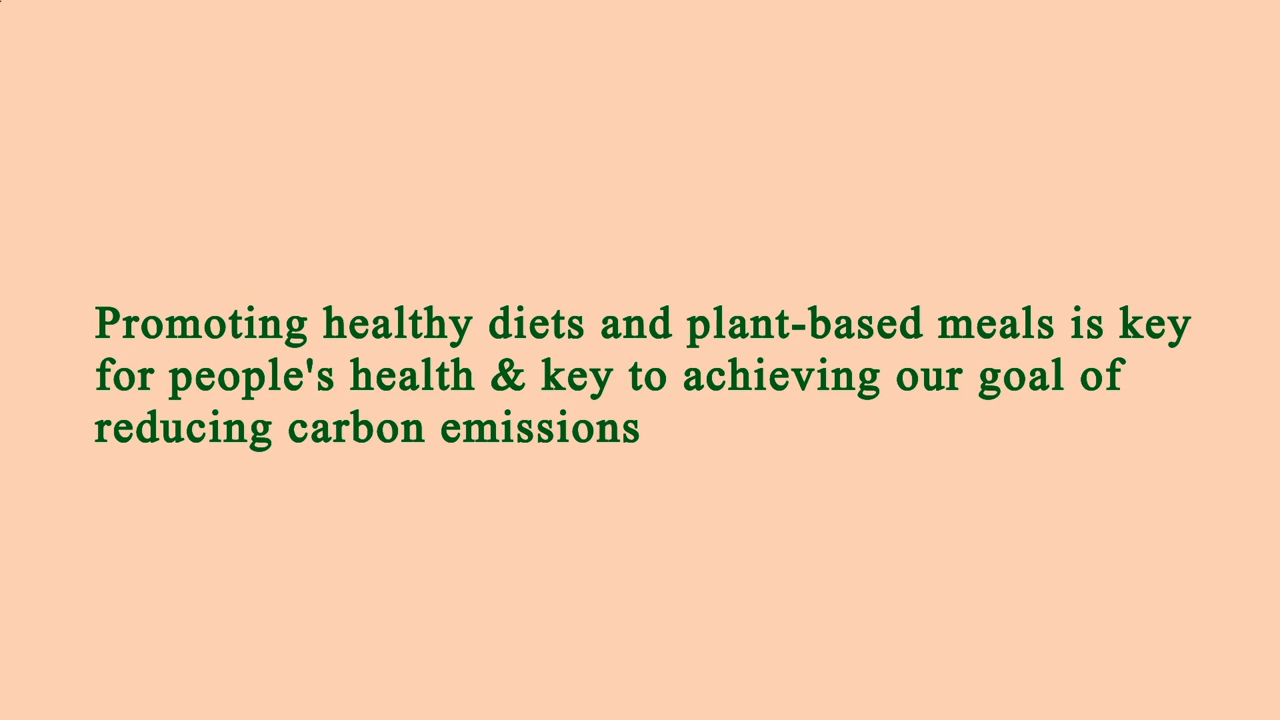 Promoting healthy diets and plant-based meals is key
for people's health & key to achieving our goal of
reducing carbon emissions